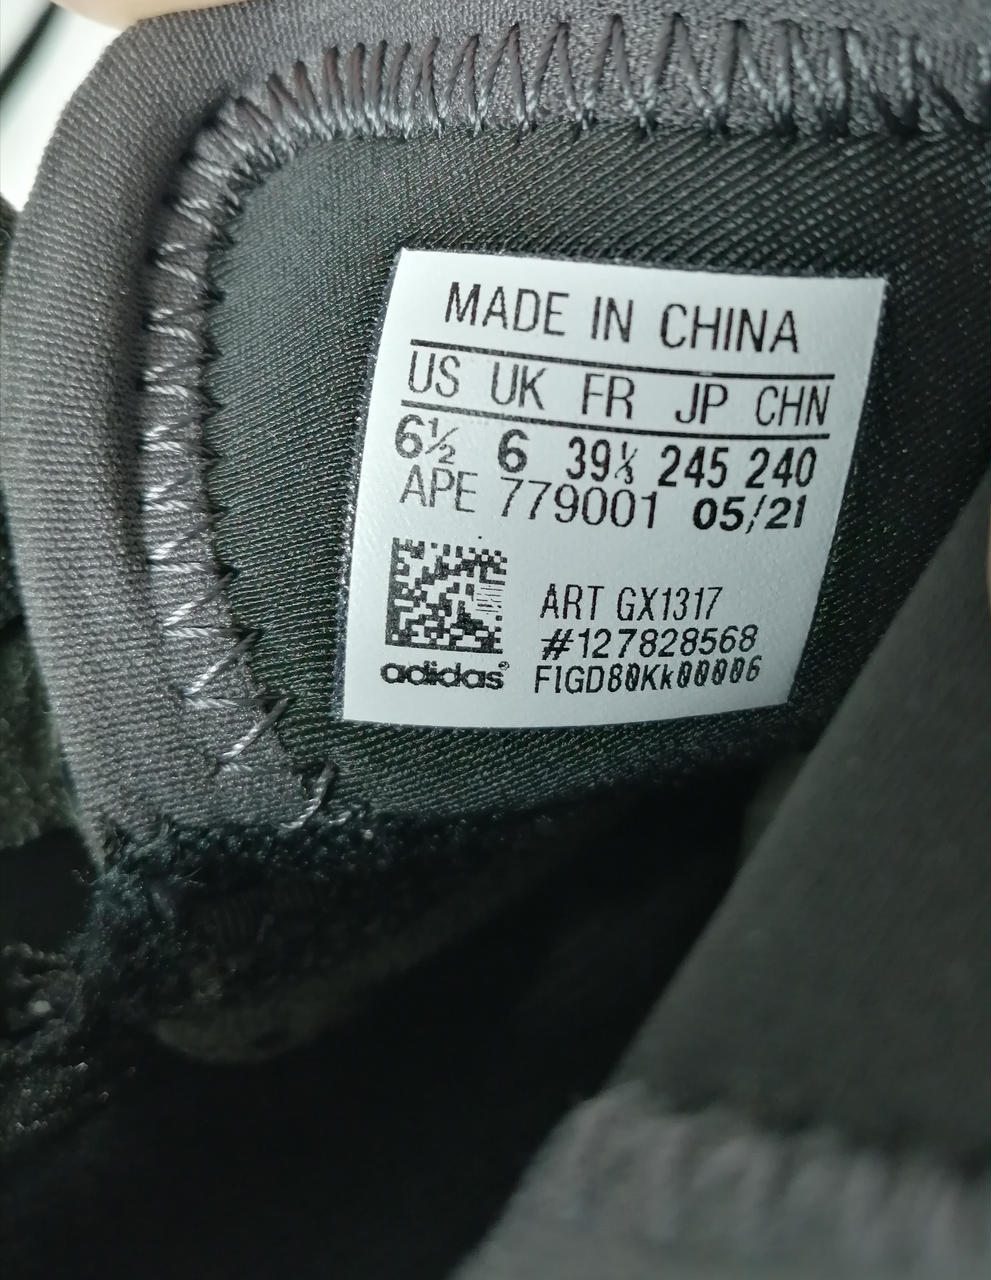 MADE IN CHINA
US UK FR JP CHN
6½ 6 39⅓ 245 240
APE 779001 05/21
ART GX1317
#127828568
adidas®
FIGD80Kk00006